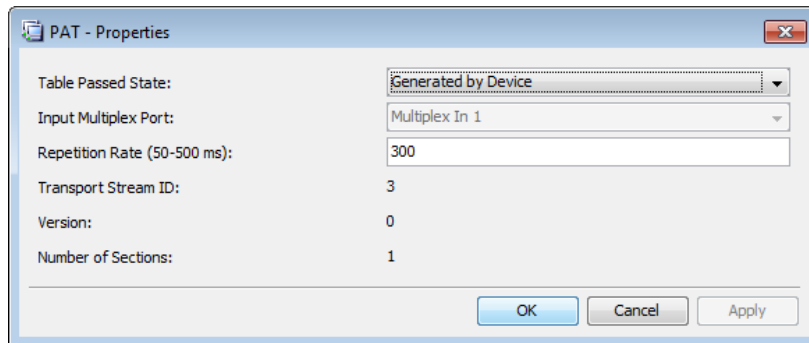 PAT - Properties
Table Passed State: Generated by Device
Input Multiplex Port: Multiplex In 1
Repetition Rate (50-500 ms): 300
Transport Stream ID: 3
Version: 0
Number of Sections: 1
OK Cancel Apply